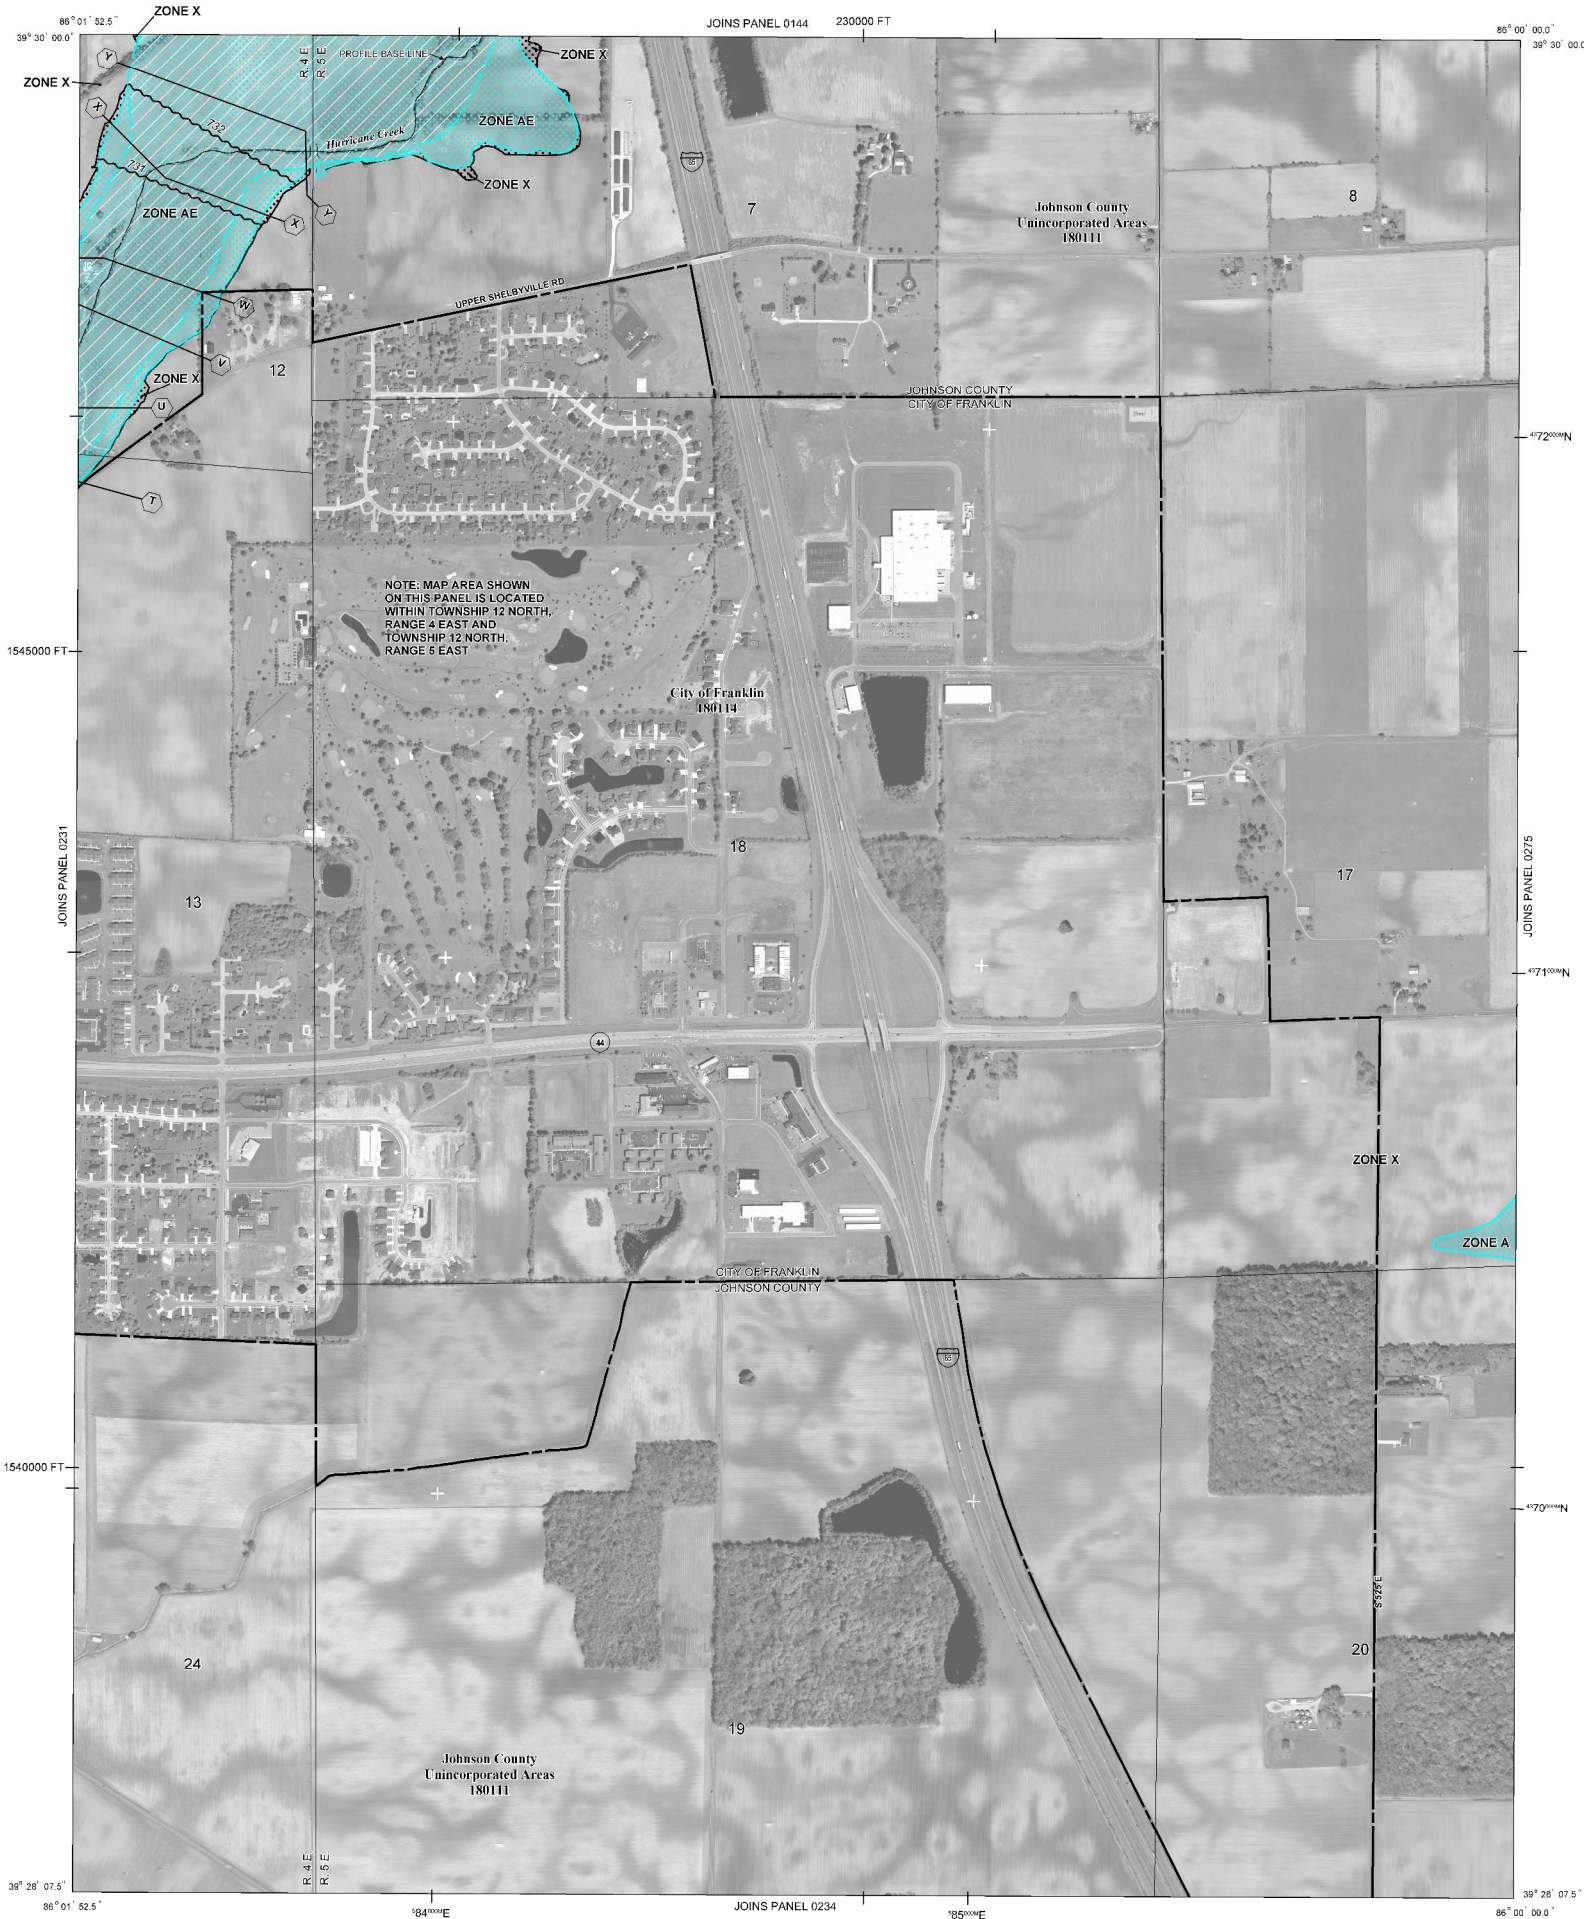 ZONE X
86° 01' 52.5"
JOINS PANEL 0144
230000 FT
86° 00' 00.0"
39° 30' 00.0"
39° 30' 00.0"
Y
R. 4 E.
R. 5 E.
PROFILE BASE LINE
ZONE X
ZONE X
X
732
Hurricane Creek
ZONE AE
731
65
ZONE X
ZONE AE
7
8
Johnson County
Unincorporated Areas
180111
X
Y
UPPER SHELBYVILLE RD
W
V
12
ZONE X
U
JOHNSON COUNTY
CITY OF FRANKLIN
4372000mN
T
NOTE: MAP AREA SHOWN
ON THIS PANEL IS LOCATED
WITHIN TOWNSHIP 12 NORTH,
RANGE 4 EAST AND
TOWNSHIP 12 NORTH,
RANGE 5 EAST
1545000 FT
City of Franklin
180114
JOINS PANEL 0231
18
17
JOINS PANEL 0275
13
4371000mN
44
ZONE X
ZONE A
CITY OF FRANKLIN
JOHNSON COUNTY
65
1540000 FT
4370000mN
S 525 E
24
20
19
Johnson County
Unincorporated Areas
180111
R. 4 E.
R. 5 E.
39° 28' 07.5"
39° 28' 07.5"
86° 01' 52.5"
584000mE
JOINS PANEL 0234
585000mE
86° 00' 00.0"